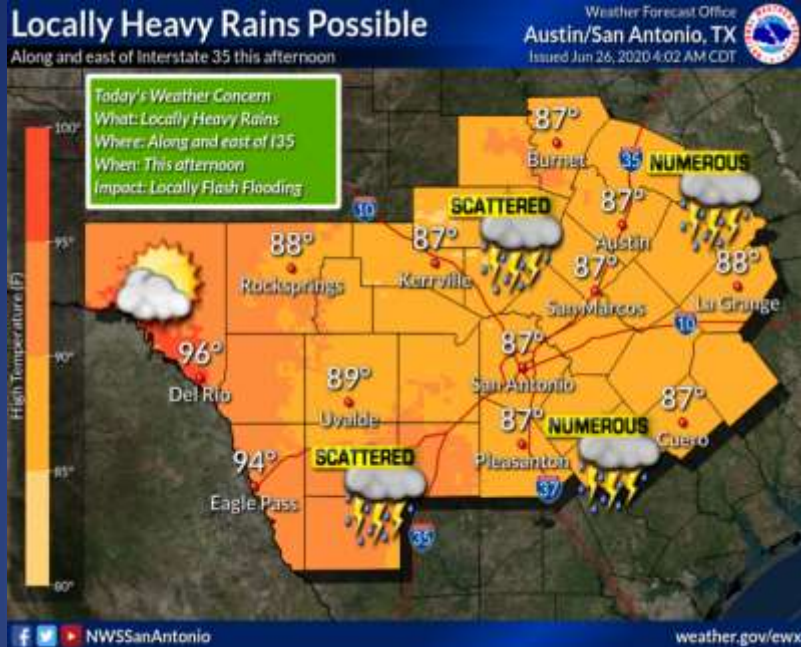 Locally Heavy Rains Possible
Along and east of Interstate 35 this afternoon
Weather Forecast Office
Austin/San Antonio, TX
Issued Jun 26, 2020 4:02 AM CDT
Today's Weather Concern
What: Locally Heavy Rains
Where: Along and east of I35
When: This afternoon
Impact: Locally Flash Flooding
High Temperature (F)
100°
95°
90°
85°
80°
87°
Burnet
35
NUMEROUS
10
SCATTERED
87°
Austin
88°
Rocksprings
87°
Kerrville
87°
San Marcos
88°
La Grange
10
96°
Del Rio
89°
Uvalde
87°
San Antonio
87°
Pleasanton
NUMEROUS
87°
Cuero
94°
Eagle Pass
SCATTERED
37
35
NWSSanAntonio
weather.gov/ewx